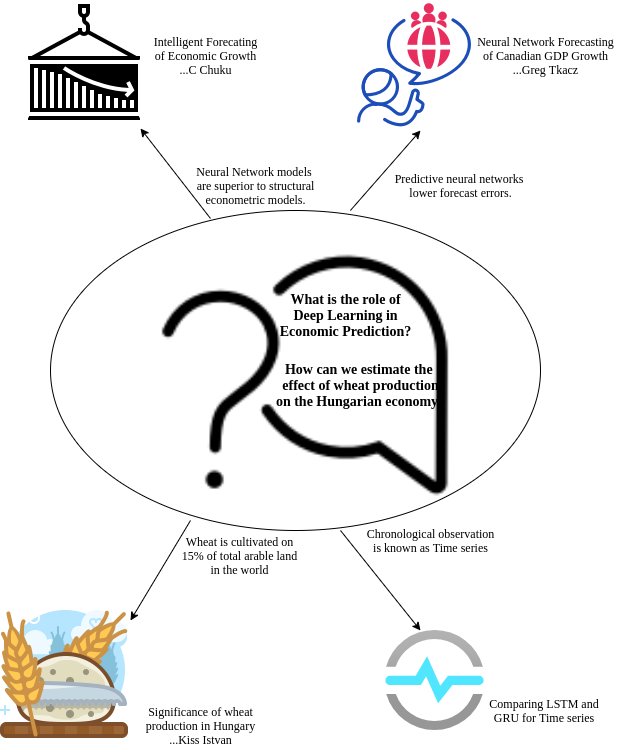 Intelligent Forecating
of Economic Growth
...C Chuku
Neural Network Forecasting
of Canadian GDP Growth
...Greg Tkacz
Neural Network models
are superior to structural
econometric models.
Predictive neural networks
lower forecast errors.
What is the role of
Deep Learning in
Economic Prediction?
How can we estimate the
effect of wheat production
on the Hungarian economy
Wheat is cultivated on
15% of total arable land
in the world
Chronological observation
is known as Time series
Significance of wheat
production in Hungary
...Kiss Istvan
Comparing LSTM and
GRU for Time series